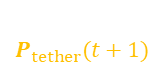 P_tether(t + 1)